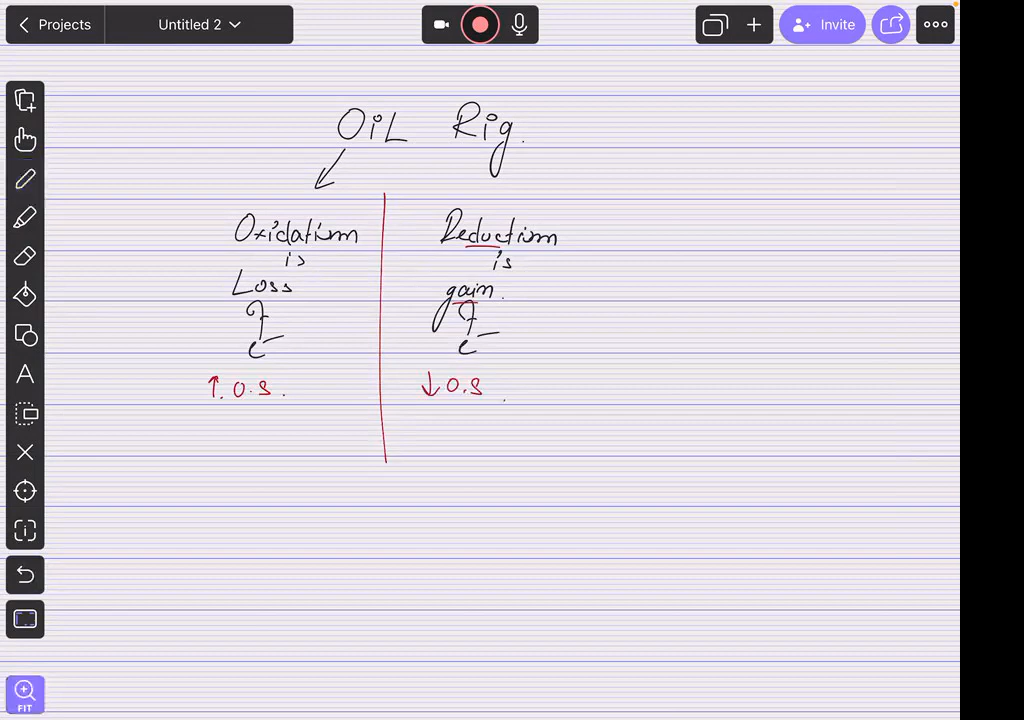 Projects
Untitled 2
Invite
OiL Rig.
Oxidation
is
Loss
of
e⁻
↑ O.S.
Reduction
is
gain.
of
e⁻
↓ O.S
A
FIT